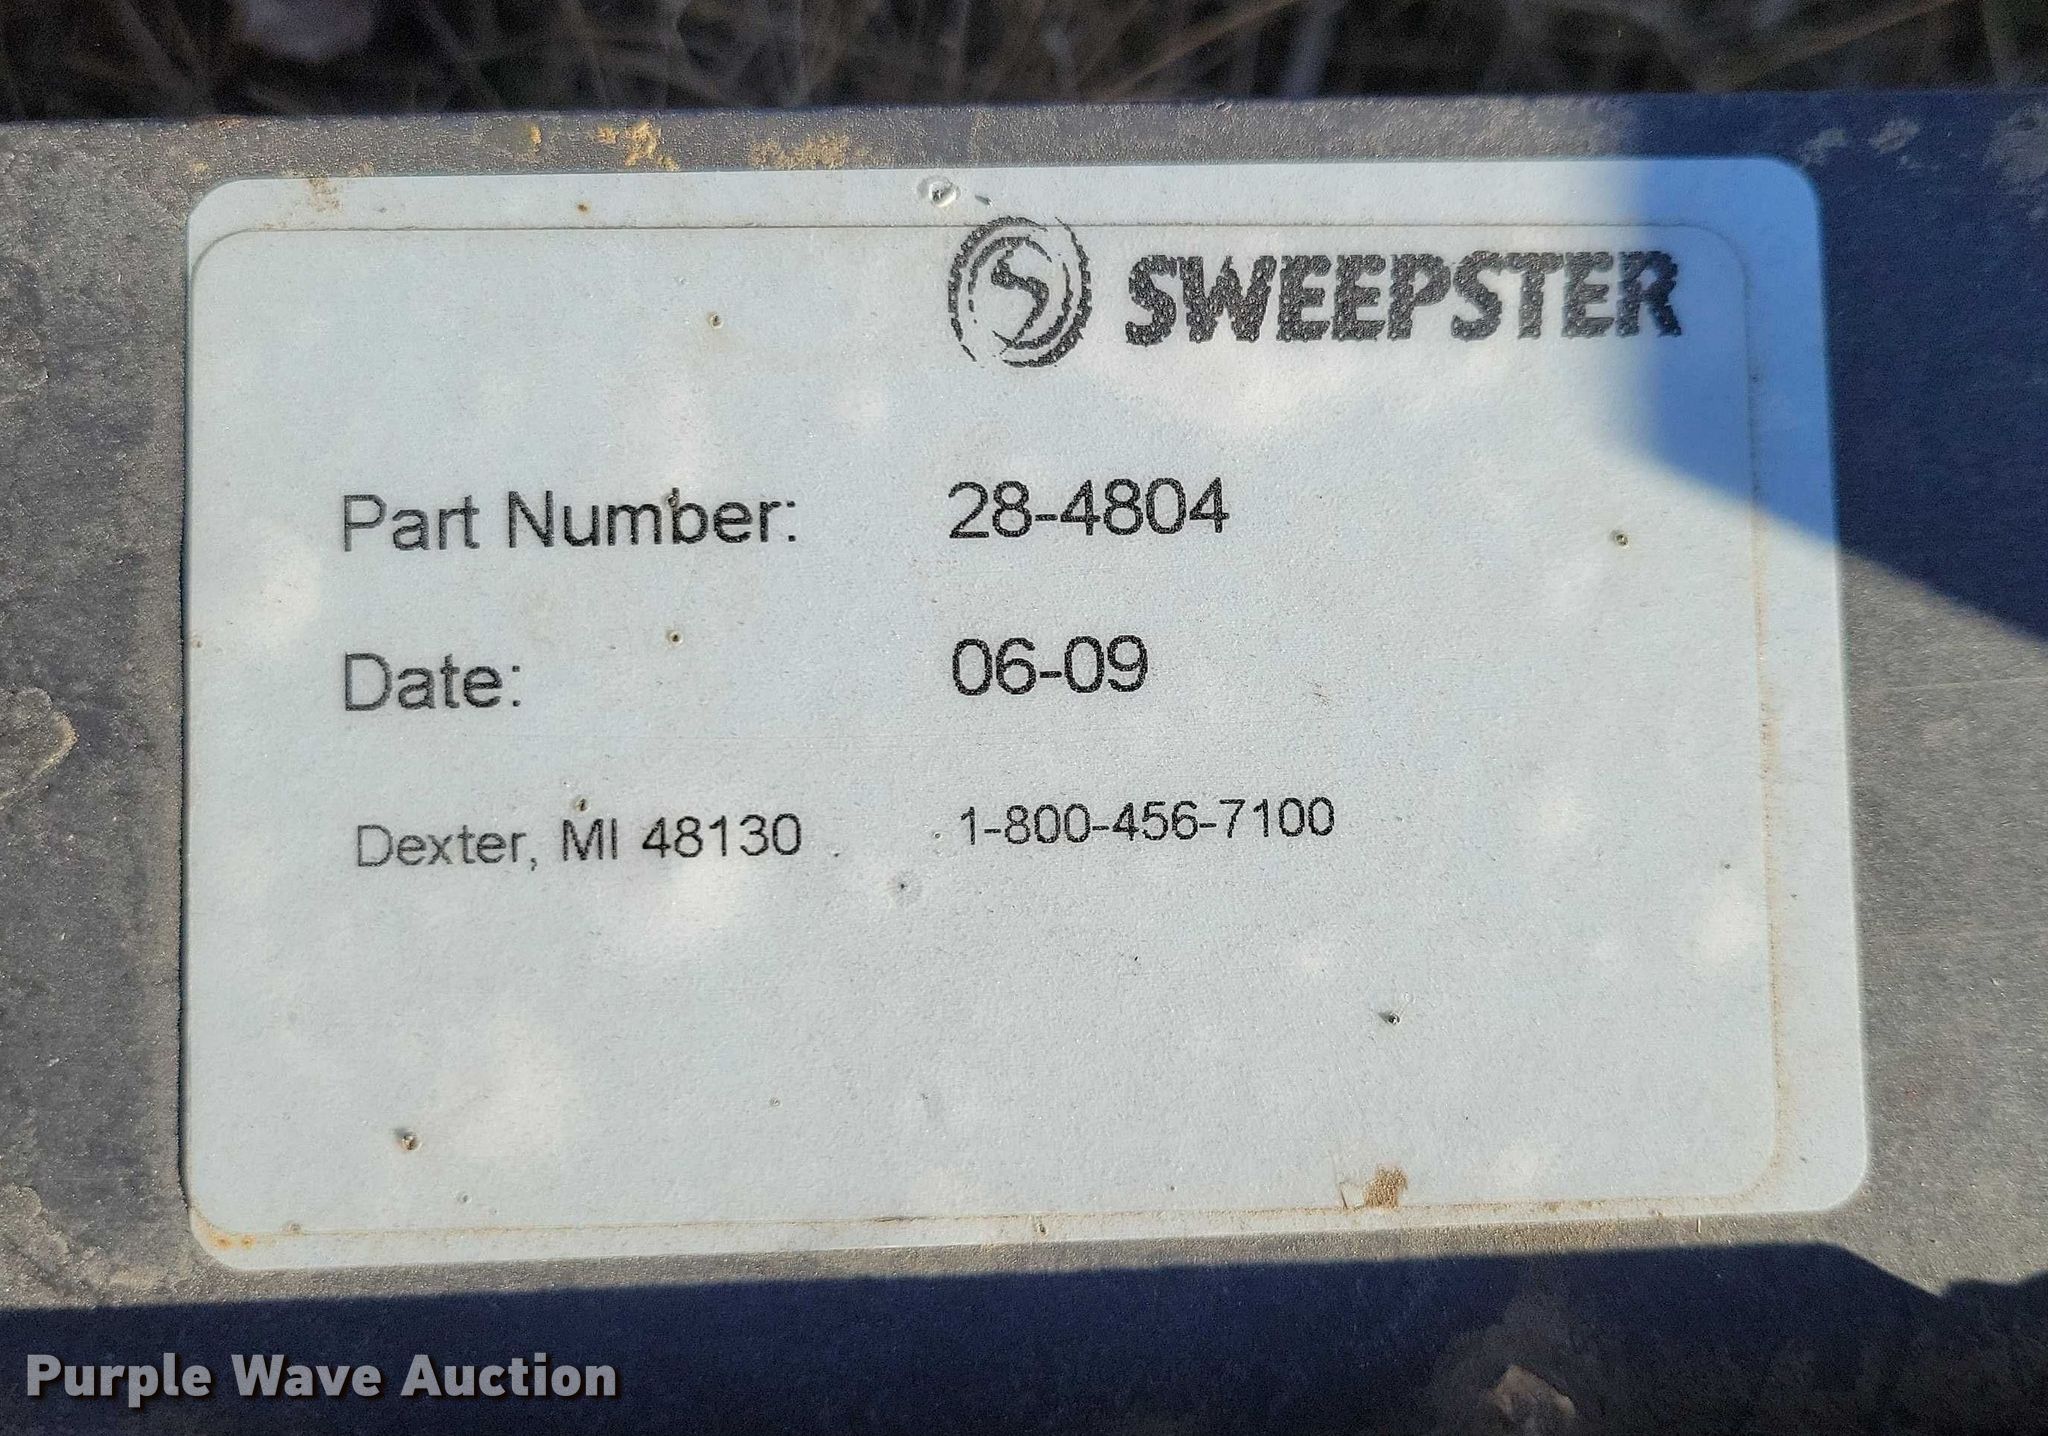 SWEEPSTER
Part Number: 28-4804
Date: 06-09
Dexter, MI 48130 1-800-456-7100
Purple Wave Auction